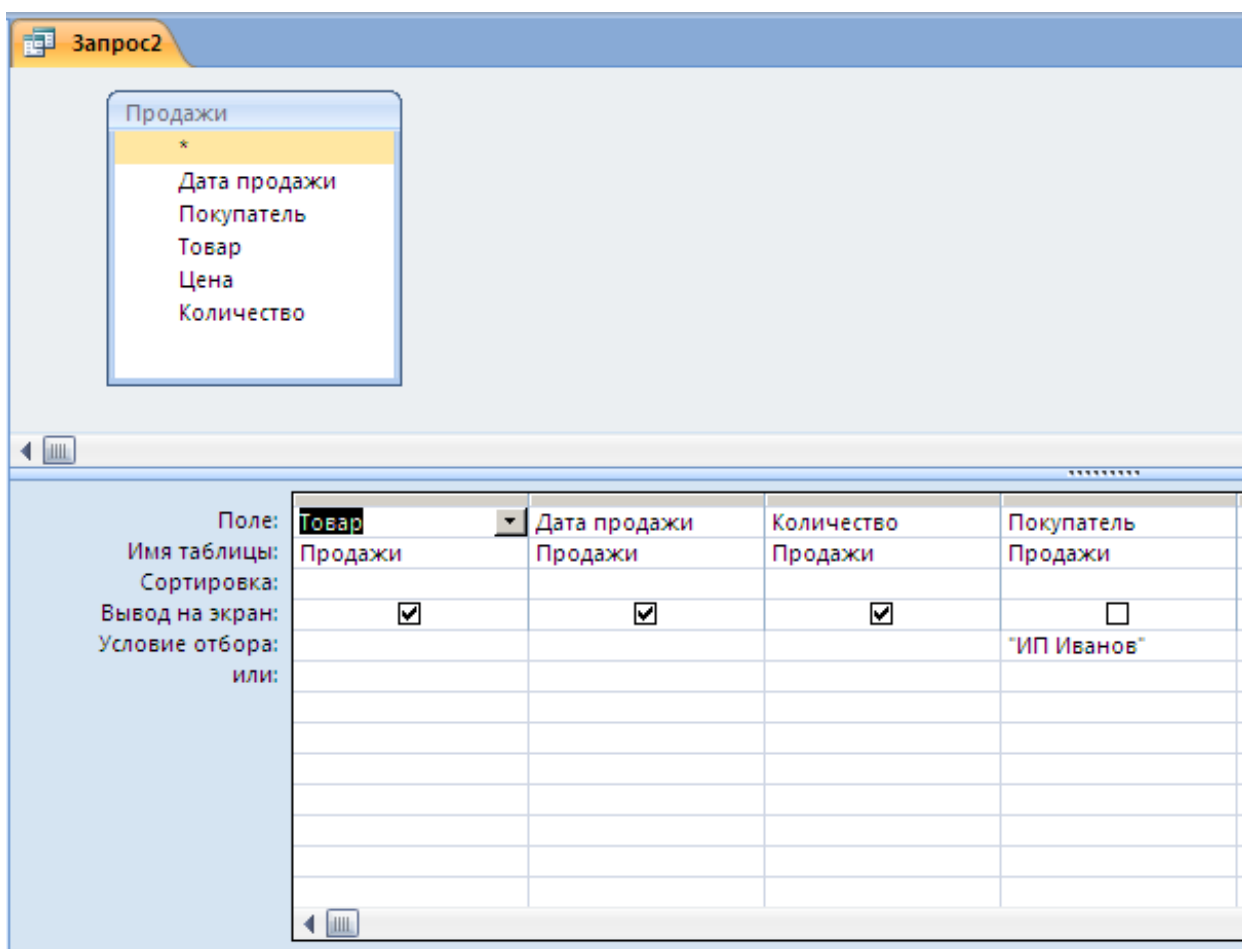 Запрос2
Продажи
*
Дата продажи
Покупатель
Товар
Цена
Количество
Поле: Товар Дата продажи Количество Покупатель
Имя таблицы: Продажи Продажи Продажи Продажи
Сортировка:
Вывод на экран:
Условие отбора: "ИП Иванов"
или: